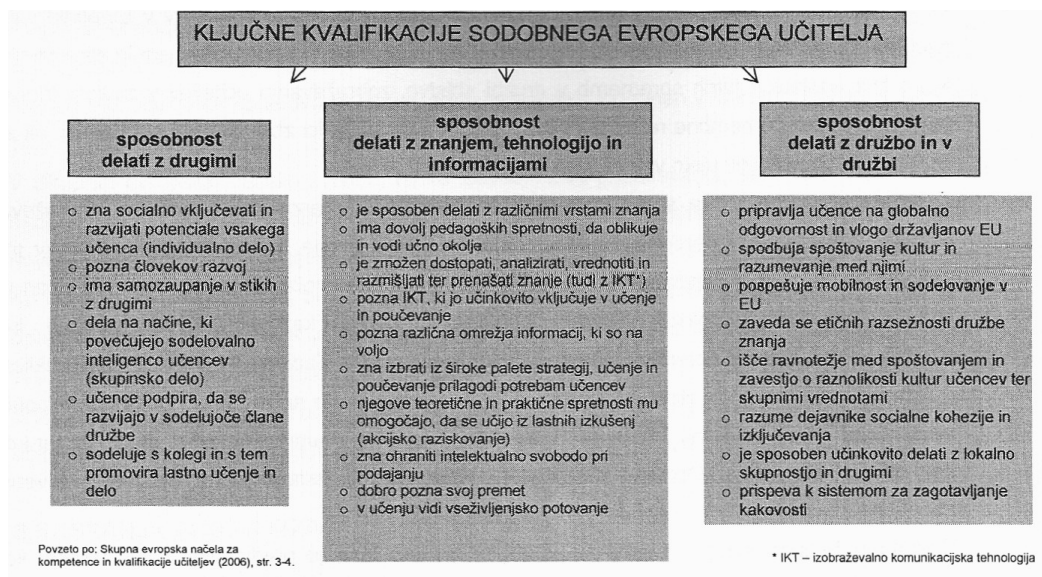 KLJUČNE KVALIFIKACIJE SODOBNEGA EVROPSKEGA UČITELJA
sposobnost
delati z drugimi
zna socialno vključevati in
razvijati potenciale vsakega
učenca (individualno delo)
pozna človekov razvoj
ima samozaupanje v stikih
z drugimi
dela na načine, ki
povečujejo sodelovalno
inteligenco učencev
(skupinsko delo)
učence podpira, da se
razvijajo v sodelujoče člane
družbe
sodeluje s kolegi in s tem
promovira lastno učenje in
delo
sposobnost
delati z znanjem, tehnologijo in
informacijami
je sposoben delati z različnimi vrstami znanja
ima dovolj pedagoških spretnosti, da oblikuje
in vodi učno okolje
je zmožen dostopati, analizirati, vrednotiti in
razmišljati ter prenašati znanje (tudi z IKT*)
pozna IKT, ki jo učinkovito vključuje v učenje
in poučevanje
pozna različna omrežja informacij, ki so na
voljo
zna izbrati iz široke palete strategij, učenje in
poučevanje prilagodi potrebam učencev
njegove teoretične in praktične spretnosti mu
omogočajo, da se učijo iz lastnih izkušenj
(akcijsko raziskovanje)
zna ohraniti intelektualno svobodo pri
podajanju
dobro pozna svoj premet
v učenju vidi vseživljenjsko potovanje
sposobnost
delati z družbo in v
družbi
pripravlja učence na globalno
odgovornost in vlogo državljanov EU
spodbuja spoštovanje kultur in
razumevanje med njimi
pospešuje mobilnost in sodelovanje v
EU
zaveda se etičnih razsežnosti družbe
znanja
išče ravnotežje med spoštovanjem in
zavestjo o raznolikosti kultur učencev ter
skupnimi vrednotami
razume dejavnike socialne kohezije in
izključevanja
je sposoben učinkovito delati z lokalno
skupnostjo in drugimi
prispeva k sistemom za zagotavljanje
kakovosti
Povzeto po: Skupna evropska načela za
kompetence in kvalifikacije učiteljev (2006), str. 3-4.
* IKT – izobraževalno komunikacijska tehnologija